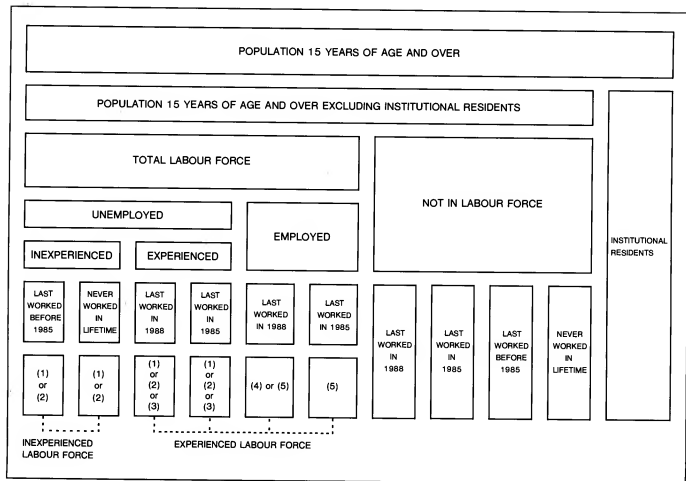 POPULATION 15 YEARS OF AGE AND OVER
POPULATION 15 YEARS OF AGE AND OVER EXCLUDING INSTITUTIONAL RESIDENTS
TOTAL LABOUR FORCE
NOT IN LABOUR FORCE
INSTITUTIONAL
RESIDENTS
UNEMPLOYED
EMPLOYED
INEXPERIENCED
EXPERIENCED
LAST
WORKED
BEFORE
1985
NEVER
WORKED
IN
LIFETIME
LAST
WORKED
IN
1988
LAST
WORKED
IN
1985
LAST
WORKED
IN 1988
LAST
WORKED
IN 1985
LAST
WORKED
IN
1988
LAST
WORKED
IN
1985
LAST
WORKED
BEFORE
1985
NEVER
WORKED
IN
LIFETIME
(1)
or
(2)
(1)
or
(2)
(1)
or
(2)
or
(3)
(1)
or
(2)
or
(3)
(4) or (5)
(5)
INEXPERIENCED
LABOUR FORCE
EXPERIENCED LABOUR FORCE